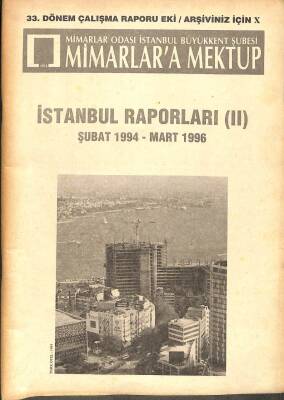 33. DÖNEM ÇALIŞMA RAPORU EKİ / ARŞİVİNİZ İÇİN X
MİMARLAR ODASI İSTANBUL BÜYÜKKENT ŞUBESİ
MİMARLAR'A MEKTUP
İSTANBUL RAPORLARI (II)
ŞUBAT 1994 - MART 1996